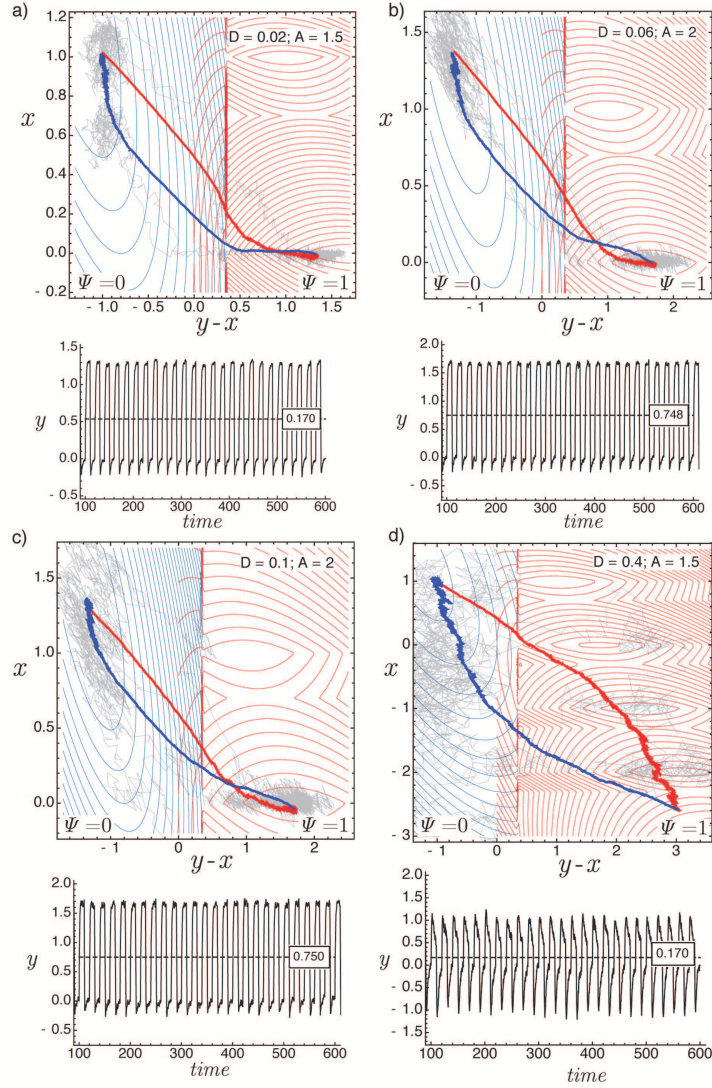 a)
D = 0.02; A = 1.5
1.2
1.0
0.8
x
0.6
0.4
0.2
0.0
- 0.2
Ψ=0
Ψ=1
- 1.0
- 0.5
0.0
0.5
1.0
1.5
y - x
1.5
1.0
y
0.5
0.170
0.0
- 0.5
100
200
300
400
500
600
time
b)
D = 0.06; A = 2
1.5
x
1.0
0.5
0.0
Ψ=0
Ψ=1
- 1
0
1
2
y - x
2.0
1.5
1.0
y
0.748
0.5
0.0
- 0.5
100
200
300
400
500
600
time
c)
D = 0.1; A = 2
1.5
x
1.0
0.5
0.0
Ψ=0
Ψ=1
- 1
0
1
2
y - x
2.0
1.5
y
1.0
0.750
0.5
0.0
- 0.5
100
200
300
400
500
600
time
d)
D = 0.4; A = 1.5
1
x
0
- 1
- 2
- 3
Ψ=0
Ψ=1
- 1
0
1
2
3
y - x
2.0
1.5
1.0
y
0.5
0.170
0.0
- 0.5
- 1.0
- 1.5
100
200
300
400
500
600
time